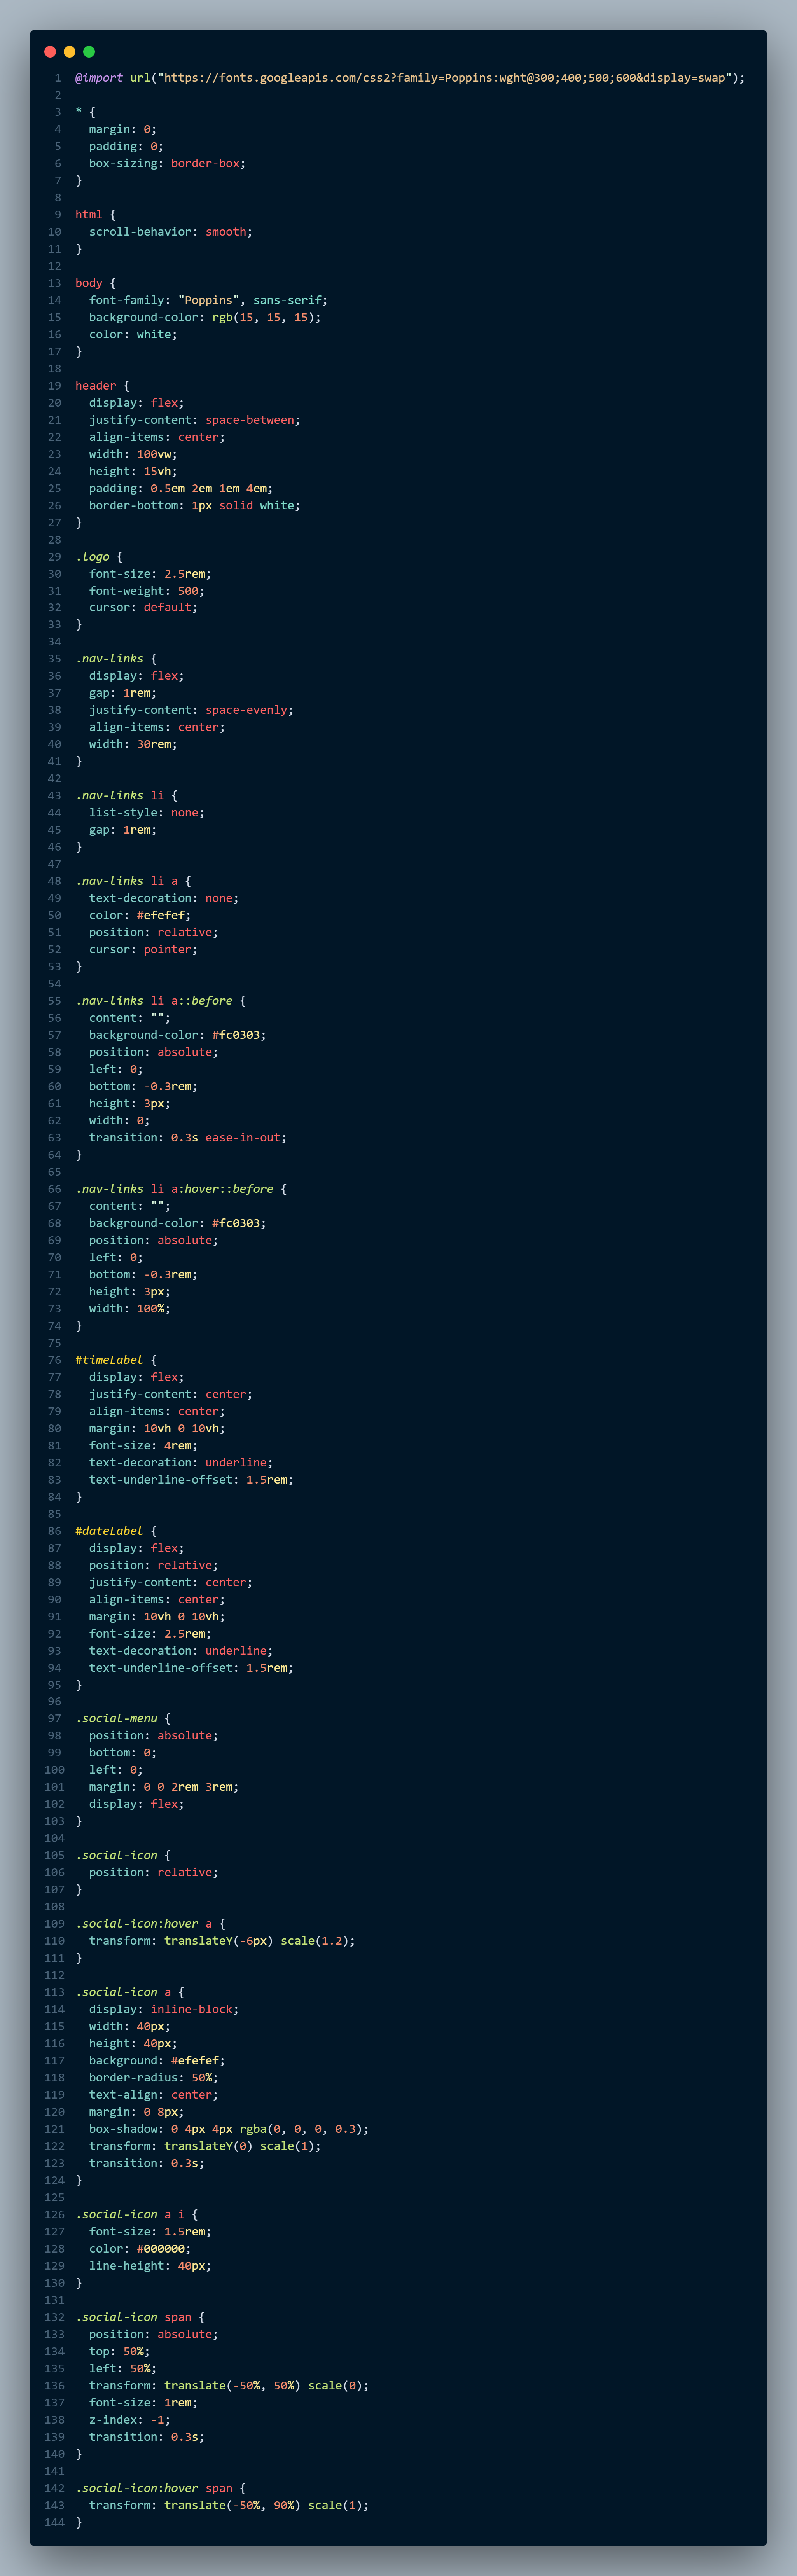 1 @import url("https://fonts.googleapis.com/css2?family=Poppins:wght@300;400;500;600&display=swap");
2
3 * {
4   margin: 0;
5   padding: 0;
6   box-sizing: border-box;
7 }
8
9 html {
10   scroll-behavior: smooth;
11 }
12
13 body {
14   font-family: "Poppins", sans-serif;
15   background-color: rgb(15, 15, 15);
16   color: white;
17 }
18
19 header {
20   display: flex;
21   justify-content: space-between;
22   align-items: center;
23   width: 100vw;
24   height: 15vh;
25   padding: 0.5em 2em 1em 4em;
26   border-bottom: 1px solid white;
27 }
28
29 .logo {
30   font-size: 2.5rem;
31   font-weight: 500;
32   cursor: default;
33 }
34
35 .nav-links {
36   display: flex;
37   gap: 1rem;
38   justify-content: space-evenly;
39   align-items: center;
40   width: 30rem;
41 }
42
43 .nav-links li {
44   list-style: none;
45   gap: 1rem;
46 }
47
48 .nav-links li a {
49   text-decoration: none;
50   color: #efefef;
51   position: relative;
52   cursor: pointer;
53 }
54
55 .nav-links li a::before {
56   content: "";
57   background-color: #fc0303;
58   position: absolute;
59   left: 0;
60   bottom: -0.3rem;
61   height: 3px;
62   width: 0;
63   transition: 0.3s ease-in-out;
64 }
65
66 .nav-links li a:hover::before {
67   content: "";
68   background-color: #fc0303;
69   position: absolute;
70   left: 0;
71   bottom: -0.3rem;
72   height: 3px;
73   width: 100%;
74 }
75
76 #timeLabel {
77   display: flex;
78   justify-content: center;
79   align-items: center;
80   margin: 10vh 0 10vh;
81   font-size: 4rem;
82   text-decoration: underline;
83   text-underline-offset: 1.5rem;
84 }
85
86 #dateLabel {
87   display: flex;
88   position: relative;
89   justify-content: center;
90   align-items: center;
91   margin: 10vh 0 10vh;
92   font-size: 2.5rem;
93   text-decoration: underline;
94   text-underline-offset: 1.5rem;
95 }
96
97 .social-menu {
98   position: absolute;
99   bottom: 0;
100   left: 0;
101   margin: 0 0 2rem 3rem;
102   display: flex;
103 }
104
105 .social-icon {
106   position: relative;
107 }
108
109 .social-icon:hover a {
110   transform: translateY(-6px) scale(1.2);
111 }
112
113 .social-icon a {
114   display: inline-block;
115   width: 40px;
116   height: 40px;
117   background: #efefef;
118   border-radius: 50%;
119   text-align: center;
120   margin: 0 8px;
121   box-shadow: 0 4px 4px rgba(0, 0, 0, 0.3);
122   transform: translateY(0) scale(1);
123   transition: 0.3s;
124 }
125
126 .social-icon a i {
127   font-size: 1.5rem;
128   color: #000000;
129   line-height: 40px;
130 }
131
132 .social-icon span {
133   position: absolute;
134   top: 50%;
135   left: 50%;
136   transform: translate(-50%, 50%) scale(0);
137   font-size: 1rem;
138   z-index: -1;
139   transition: 0.3s;
140 }
141
142 .social-icon:hover span {
143   transform: translate(-50%, 90%) scale(1);
144 }